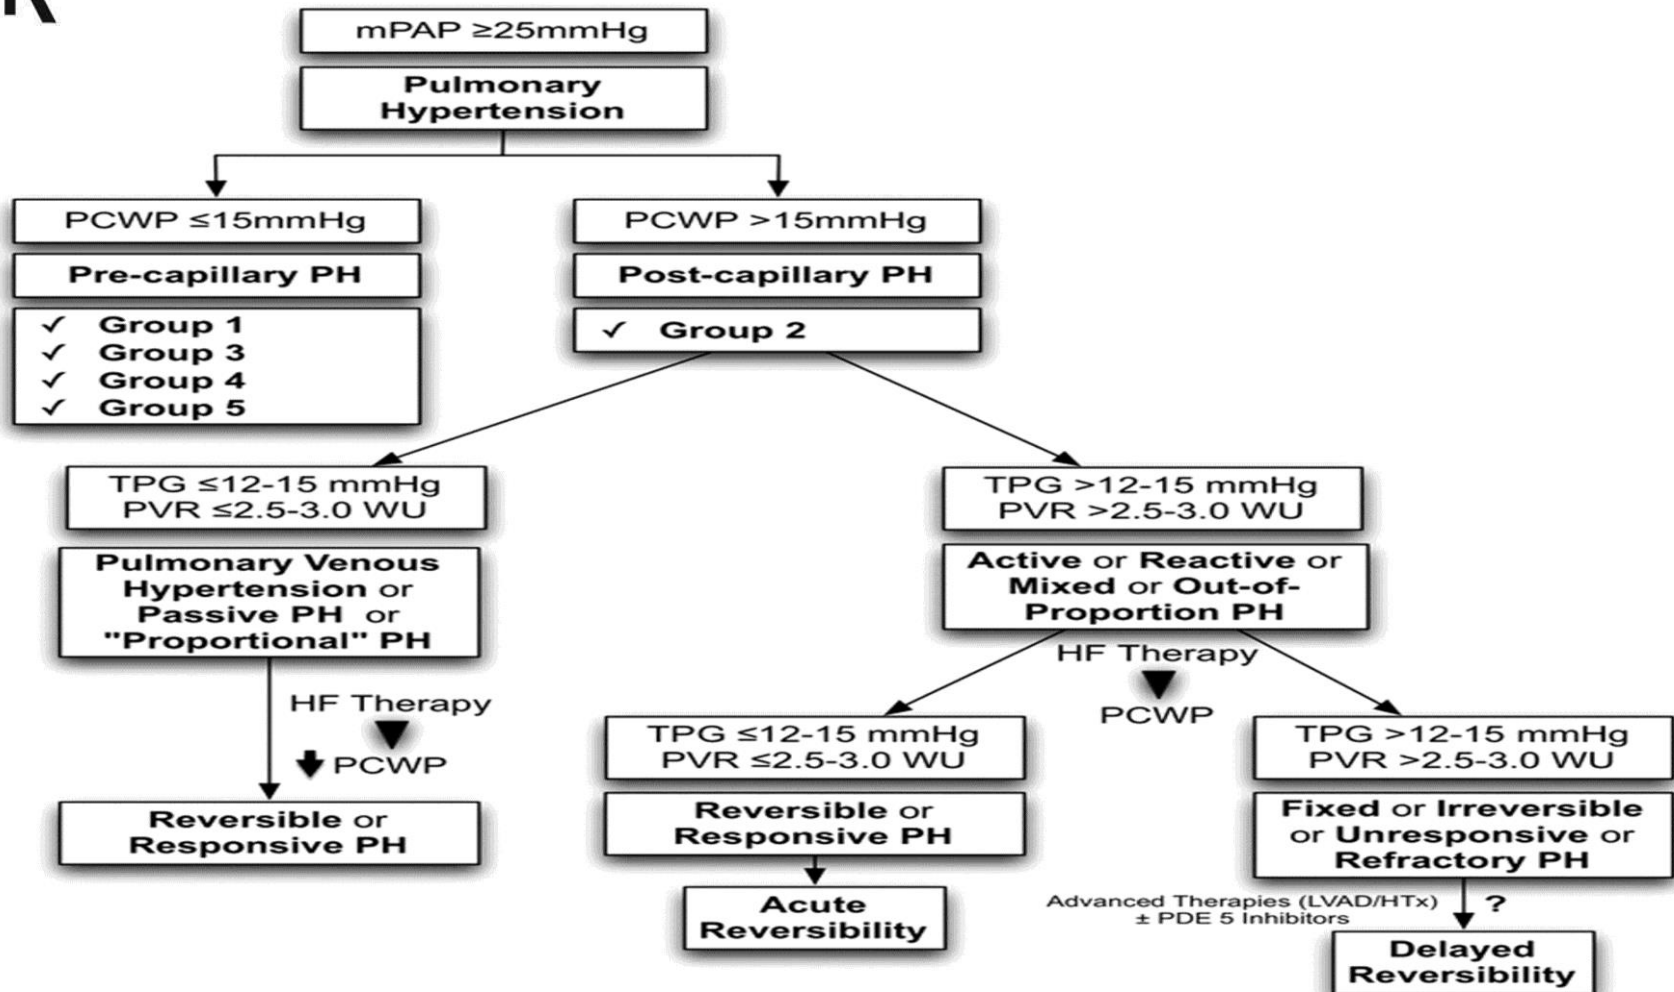 mPAP ≥25mmHg
Pulmonary
Hypertension
PCWP ≤15mmHg
Pre-capillary PH
✓ Group 1
✓ Group 3
✓ Group 4
✓ Group 5
PCWP >15mmHg
Post-capillary PH
✓ Group 2
TPG ≤12-15 mmHg
PVR ≤2.5-3.0 WU
Pulmonary Venous
Hypertension or
Passive PH or
"Proportional" PH
HF Therapy
PCWP
Reversible or
Responsive PH
TPG >12-15 mmHg
PVR >2.5-3.0 WU
Active or Reactive or
Mixed or Out-of-
Proportion PH
HF Therapy
PCWP
TPG ≤12-15 mmHg
PVR ≤2.5-3.0 WU
Reversible or
Responsive PH
Acute
Reversibility
TPG >12-15 mmHg
PVR >2.5-3.0 WU
Fixed or Irreversible
or Unresponsive or
Refractory PH
Advanced Therapies (LVAD/HTx)
± PDE 5 Inhibitors
?
Delayed
Reversibility